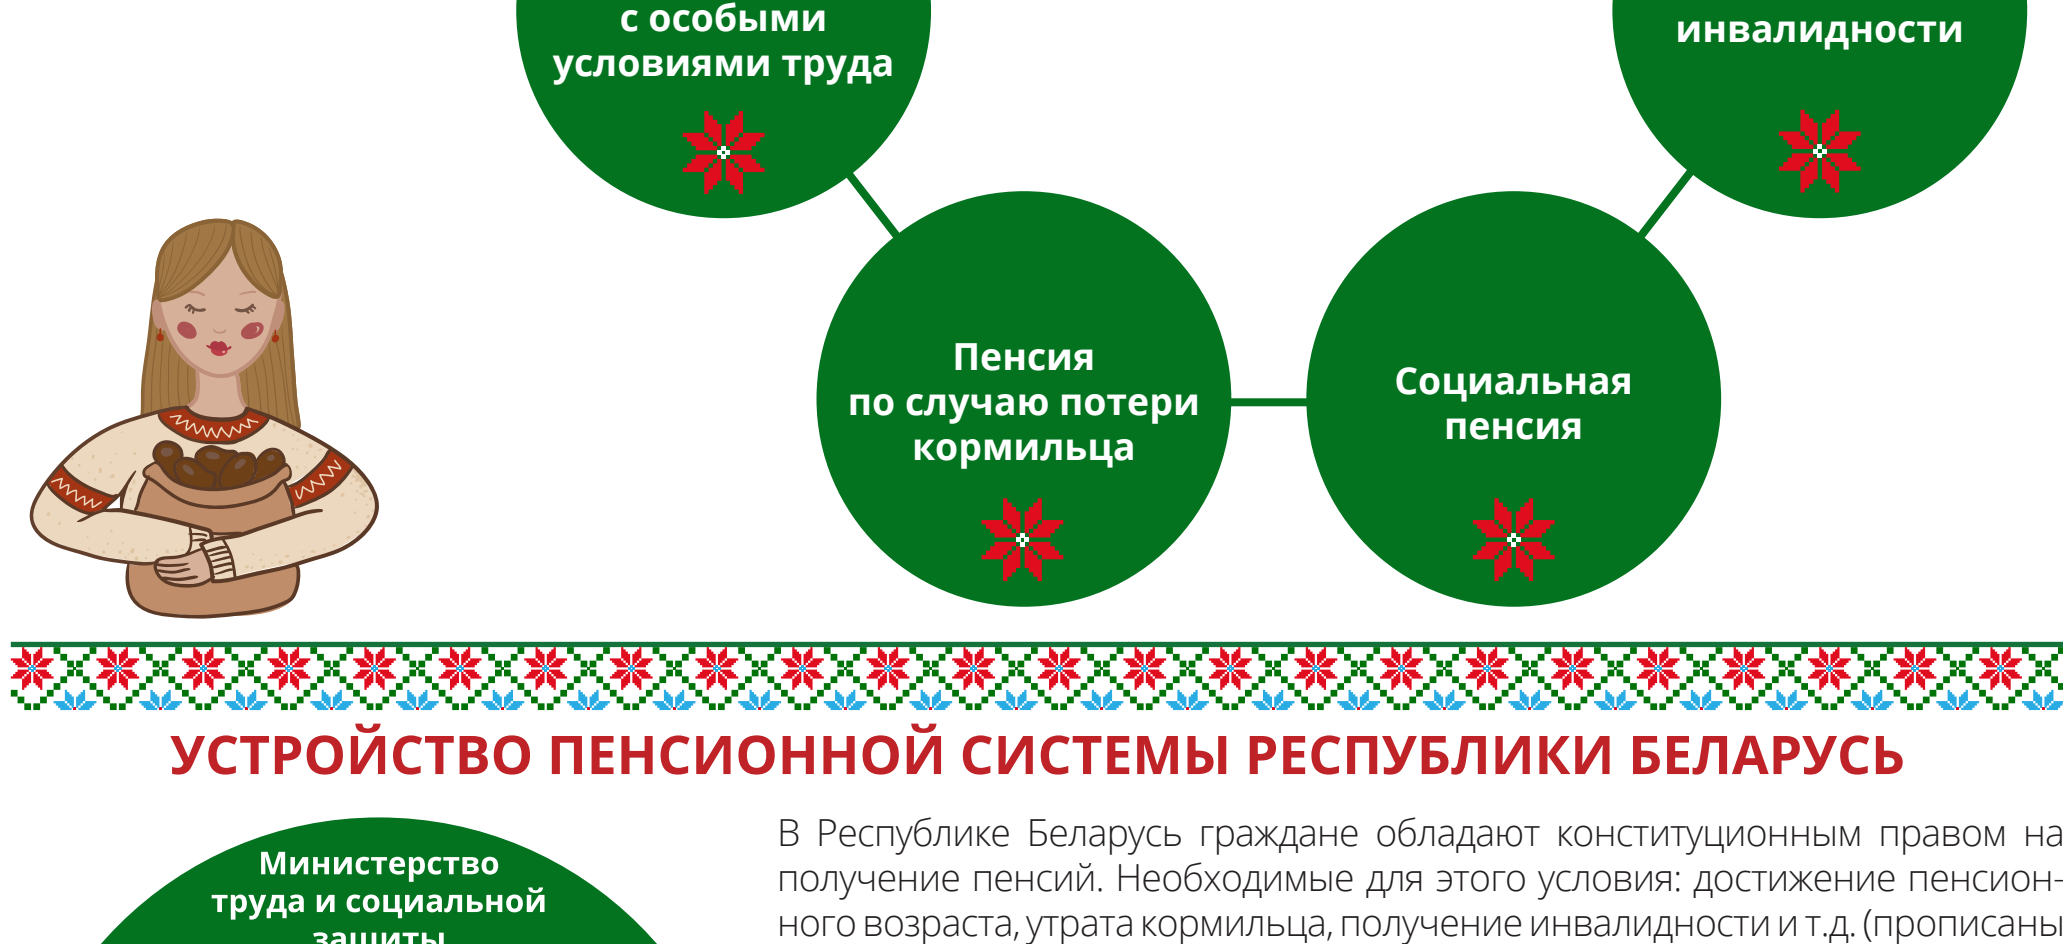 с особыми
условиями труда
инвалидности
Пенсия
по случаю потери
кормильца
Социальная
пенсия
УСТРОЙСТВО ПЕНСИОННОЙ СИСТЕМЫ РЕСПУБЛИКИ БЕЛАРУСЬ
Министерство
труда и социальной
защиты
В Республике Беларусь граждане обладают конституционным правом на
получение пенсий. Необходимые для этого условия: достижение пенсион-
ного возраста, утрата кормильца, получение инвалидности и т.д. (прописаны